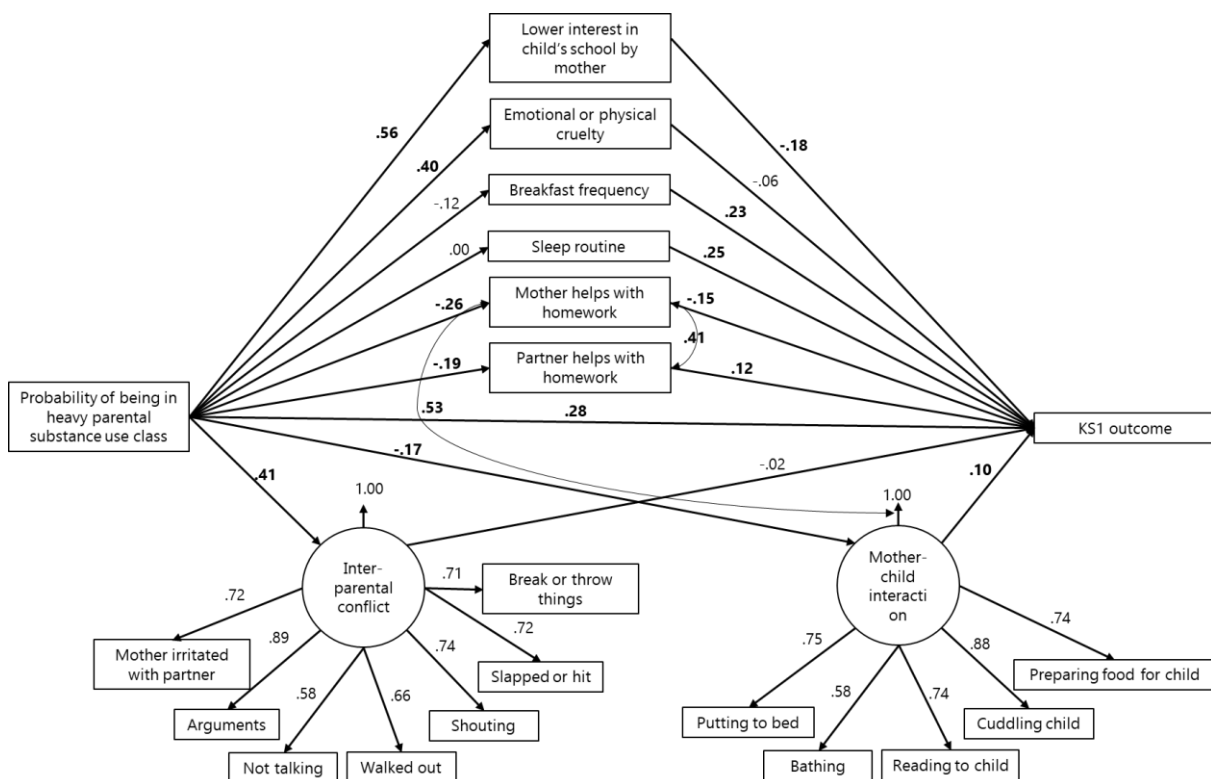 Lower interest in
child's school by
mother
Emotional or physical
cruelty
.56
-.18
.40
-.06
Breakfast frequency
-.12
.23
Sleep routine
.00
.25
Mother helps with
homework
-.26
-.15
.41
Partner helps with
homework
-.19
.12
Probability of being in
heavy parental
substance use class
.53
.28
KS1 outcome
-.17
-.02
.41
.10
1.00
1.00
Inter-
parental
conflict
Mother-
child
interacti
on
.71
Break or throw
things
.72
.72
Mother irritated
with partner
.89
.74
Slapped or hit
.58
.66
Arguments
Shouting
Not talking
Walked out
.74
.75
.88
Preparing food for child
.58
.74
Putting to bed
Cuddling child
Bathing
Reading to child